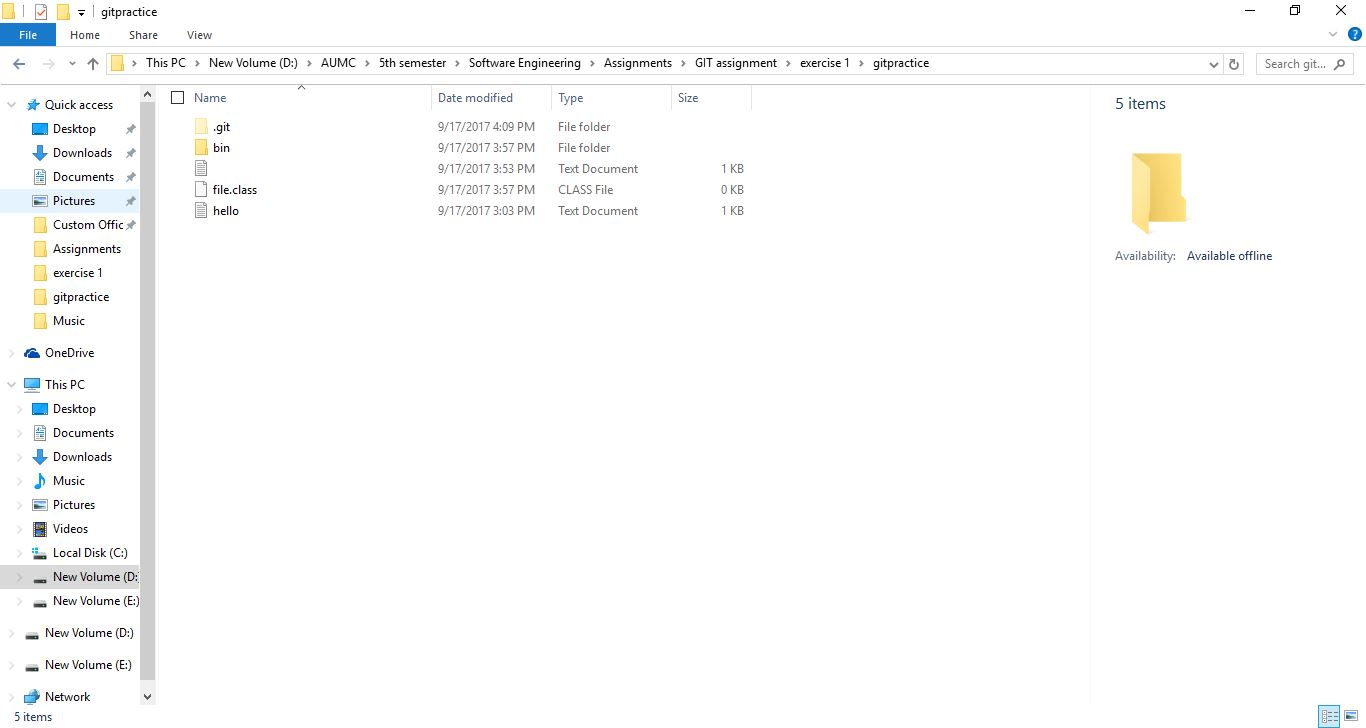 gitpractice
File Home Share View
This PC New Volume (D:) AUMC 5th semester Software Engineering Assignments GIT assignment exercise 1 gitpractice
Search git...
Quick access
Desktop
Downloads
Documents
Pictures
Custom Offic
Assignments
exercise 1
gitpractice
Music
OneDrive
This PC
Desktop
Documents
Downloads
Music
Pictures
Videos
Local Disk (C:)
New Volume (D:
New Volume (E:)
New Volume (D:)
New Volume (E:)
Network
Name Date modified Type Size
.git 9/17/2017 4:09 PM File folder
bin 9/17/2017 3:57 PM File folder
9/17/2017 3:53 PM Text Document 1 KB
file.class 9/17/2017 3:57 PM CLASS File 0 KB
hello 9/17/2017 3:03 PM Text Document 1 KB
5 items
Availability: Available offline
5 items